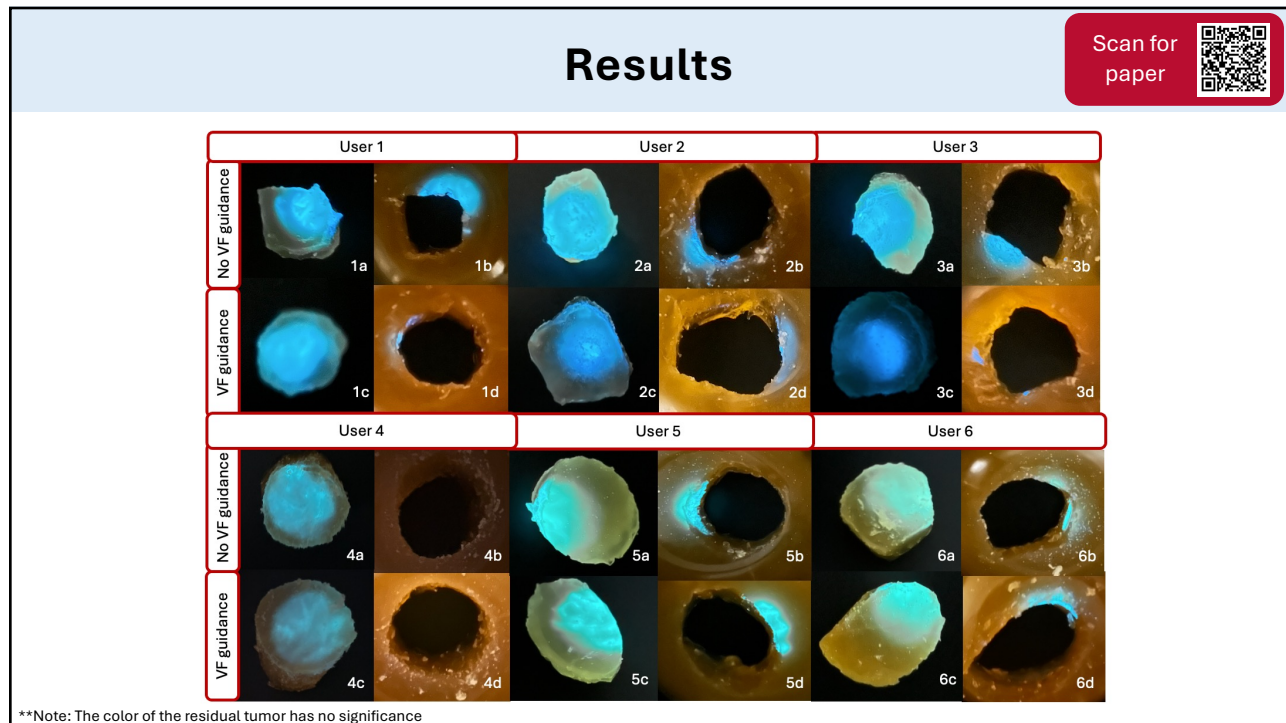 Results
Scan for
paper
User 1
User 2
User 3
No VF guidance
1a
1b
2a
2b
3a
3b
VF guidance
1c
1d
2c
2d
3c
3d
User 4
User 5
User 6
No VF guidance
4a
4b
5a
5b
6a
6b
VF guidance
4c
4d
5c
5d
6c
6d
**Note: The color of the residual tumor has no significance